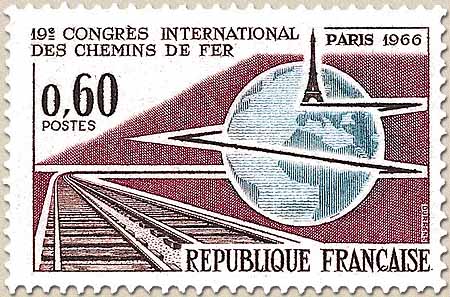 19e CONGRÈS INTERNATIONAL
DES CHEMINS DE FER
PARIS 1966
0,60
POSTES
REPUBLIQUE FRANÇAISE